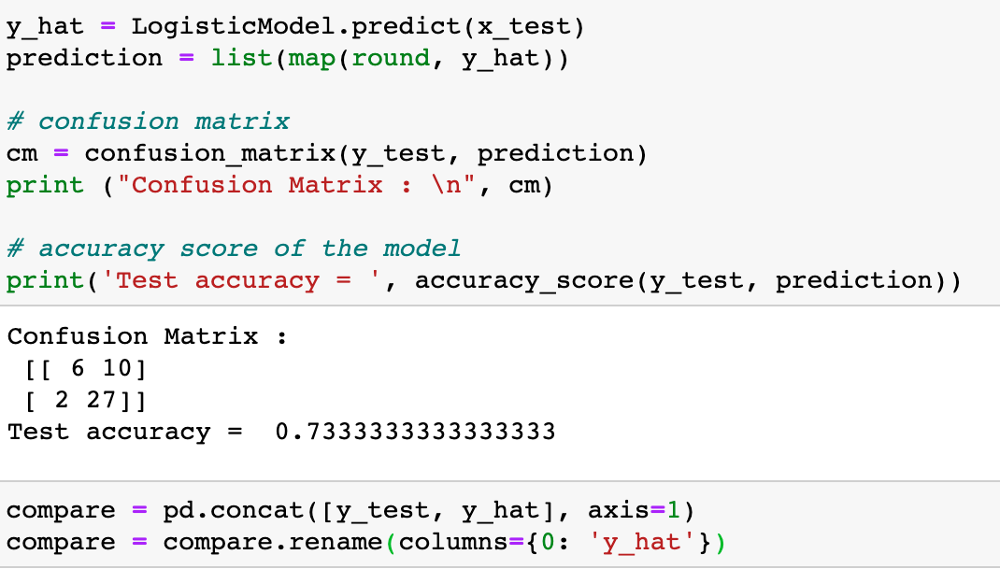 y_hat = LogisticModel.predict(x_test)
prediction = list(map(round, y_hat))
# confusion matrix
cm = confusion_matrix(y_test, prediction)
print ("Confusion Matrix : \n", cm)
# accuracy score of the model
print('Test accuracy = ', accuracy_score(y_test, prediction))
Confusion Matrix :
 [[ 6 10]
 [ 2 27]]
Test accuracy =  0.7333333333333333
compare = pd.concat([y_test, y_hat], axis=1)
compare = compare.rename(columns={0: 'y_hat'})